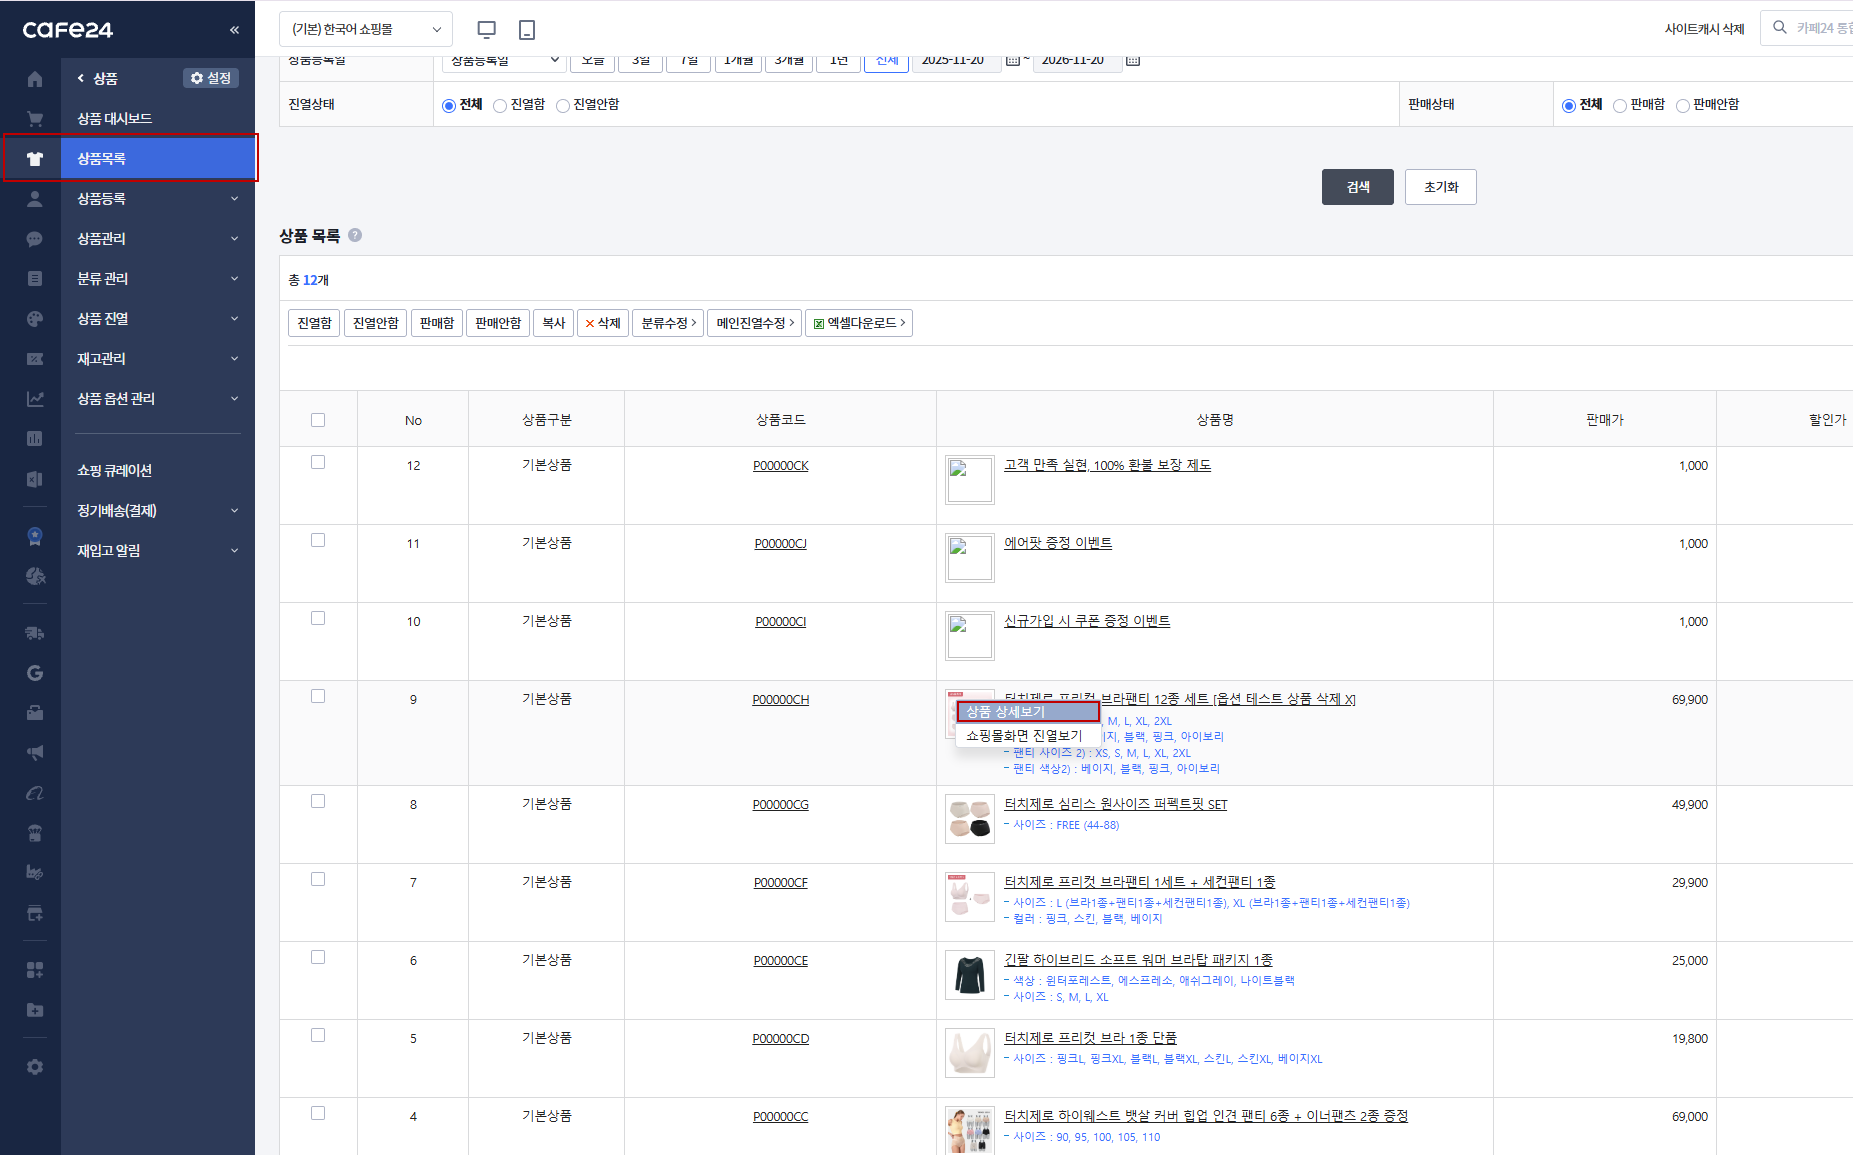 cafe24
«
(기본) 한국어 쇼핑몰
사이트캐시 삭제
카페24 통합
상품
설정
상품 대시보드
상품목록
상품등록
상품관리
분류 관리
상품 진열
재고관리
상품 옵션 관리
쇼핑 큐레이션
정기배송(결제)
재입고 알림
상품등록일
상품등록일
오늘
3일
7일
1개월
3개월
1년
전체
2025-11-20
~
2026-11-20
진열상태
전체
진열함
진열안함
판매상태
전체
판매함
판매안함
검색
초기화
상품 목록
?
총 12개
진열함
진열안함
판매함
판매안함
복사
삭제
분류수정
메인진열수정
엑셀다운로드
No
상품구분
상품코드
상품명
판매가
할인가
12
기본상품
P00000CK
고객 만족 실현, 100% 환불 보장 제도
1,000
11
기본상품
P00000CJ
에어팟 증정 이벤트
1,000
10
기본상품
P00000CI
신규가입 시 쿠폰 증정 이벤트
1,000
9
기본상품
P00000CH
터치제로 프리컷 브라팬티 12종 세트 [옵션 테스트 상품 삭제 X]
69,900
상품 상세보기
, M, L, XL, 2XL
쇼핑몰화면 진열보기
이지, 블랙, 핑크, 아이보리
- 팬티 사이즈 2) : XS, S, M, L, XL, 2XL
- 팬티 색상2) : 베이지, 블랙, 핑크, 아이보리
8
기본상품
P00000CG
터치제로 심리스 원사이즈 퍼펙트핏 SET
49,900
- 사이즈 : FREE (44-88)
7
기본상품
P00000CF
터치제로 프리컷 브라팬티 1세트 + 세컨팬티 1종
29,900
- 사이즈 : L (브라1종+팬티1종+세컨팬티1종), XL (브라1종+팬티1종+세컨팬티1종)
- 컬러 : 핑크, 스킨, 블랙, 베이지
6
기본상품
P00000CE
긴팔 하이브리드 소프트 워머 브라탑 패키지 1종
25,000
- 색상 : 윈터포레스트, 에스프레소, 애쉬그레이, 나이트블랙
- 사이즈 : S, M, L, XL
5
기본상품
P00000CD
터치제로 프리컷 브라 1종 단품
19,800
- 사이즈 : 핑크L, 핑크XL, 블랙L, 블랙XL, 스킨L, 스킨XL, 베이지XL
4
기본상품
P00000CC
터치제로 하이웨스트 뱃살 커버 힙업 인견 팬티 6종 + 이너팬츠 2종 증정
69,000
- 사이즈 : 90, 95, 100, 105, 110